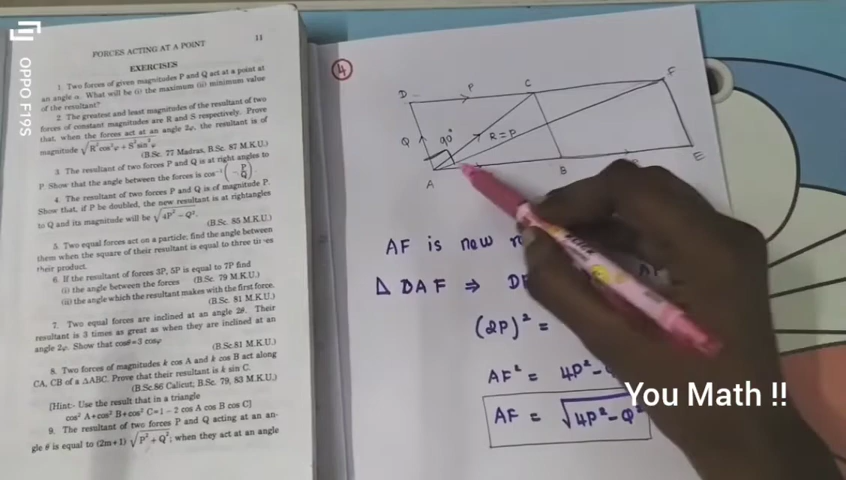 OPPO F19S
FORCES ACTING AT A POINT 11
EXERCISES
1. Two forces of given magnitudes P and Q act at a point at
an angle α. What will be (i) the maximum (ii) minimum value
of the resultant?
2. The greatest and least magnitudes of the resultant of two
forces of constant magnitudes are R and S respectively. Prove
that, when the forces act at an angle 2φ, the resultant is of
magnitude √R² cos²φ + S² sin²φ
(B.Sc. 77 Madras, B.Sc. 87 M.K.U.)
3. The resultant of two forces P and Q is at right angles to
P. Show that the angle between the forces is cos⁻¹(-P/Q)
4. The resultant of two forces P and Q is of magnitude P.
Show that, if P be doubled, the new resultant is at rightangles
to Q and its magnitude will be √4P² – Q².
(B.Sc. 85 M.K.U.)
5. Two equal forces act on a particle; find the angle between
them when the square of their resultant is equal to three times
their product.
6. If the resultant of forces 3P, 5P is equal to 7P find
(i) the angle between the forces (B.Sc. 79 M.K.U.)
(ii) the angle which the resultant makes with the first force.
(B.Sc. 81 M.K.U.)
7. Two equal forces are inclined at an angle 2θ. Their
resultant is 3 times as great as when they are inclined at an
angle 2φ. Show that cosθ=3 cosφ
(B.Sc.81 M.K.U.)
8. Two forces of magnitudes k cos A and k cos B act along
CA, CB of a ΔABC. Prove that their resultant is k sin C.
(B.Sc.86 Calicut; B.Sc. 79, 83 M.K.U.)
[Hint:- Use the result that in a triangle
cos² A+cos² B+cos² C=1 – 2 cos A cos B cos C]
9. The resultant of two forces P and Q acting at an an-
gle θ is equal to (2m+1) √P² + Q²; when they act at an angle
4
D P C F
Q 90° R = P
A B E
AF is new
Δ DAF ⇒
(2P)² =
AF² = 4P² –
AF = √4P² – Q²
You Math !!